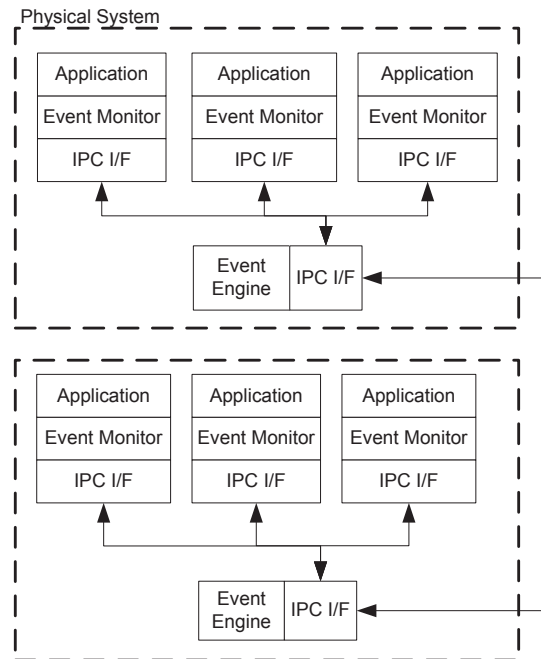 Physical System
Application Application Application
Event Monitor Event Monitor Event Monitor
IPC I/F IPC I/F IPC I/F
Event
Engine
IPC I/F
Application Application Application
Event Monitor Event Monitor Event Monitor
IPC I/F IPC I/F IPC I/F
Event
Engine
IPC I/F